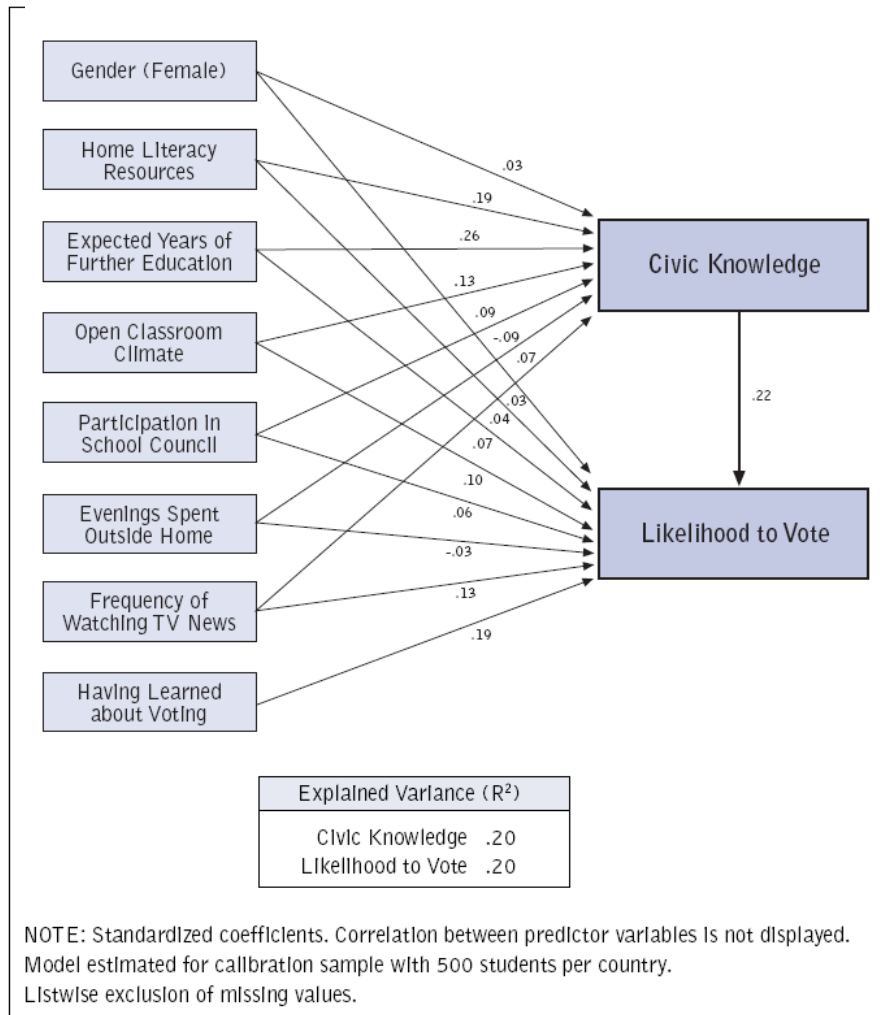 Gender (Female)
Home Literacy
Resources
Expected Years of
Further Education
Open Classroom
Climate
Participation in
School Council
Evenings Spent
Outside Home
Frequency of
Watching TV News
Having Learned
about Voting
.03
.19
.26
.13
.09
-.09
.07
.03
.04
.07
.10
.06
-.03
.13
.19
Civic Knowledge
.22
Likelihood to Vote
Explained Variance (R²)
Civic Knowledge .20
Likelihood to Vote .20
NOTE: Standardized coefficients. Correlation between predictor variables is not displayed.
Model estimated for calibration sample with 500 students per country.
Listwise exclusion of missing values.